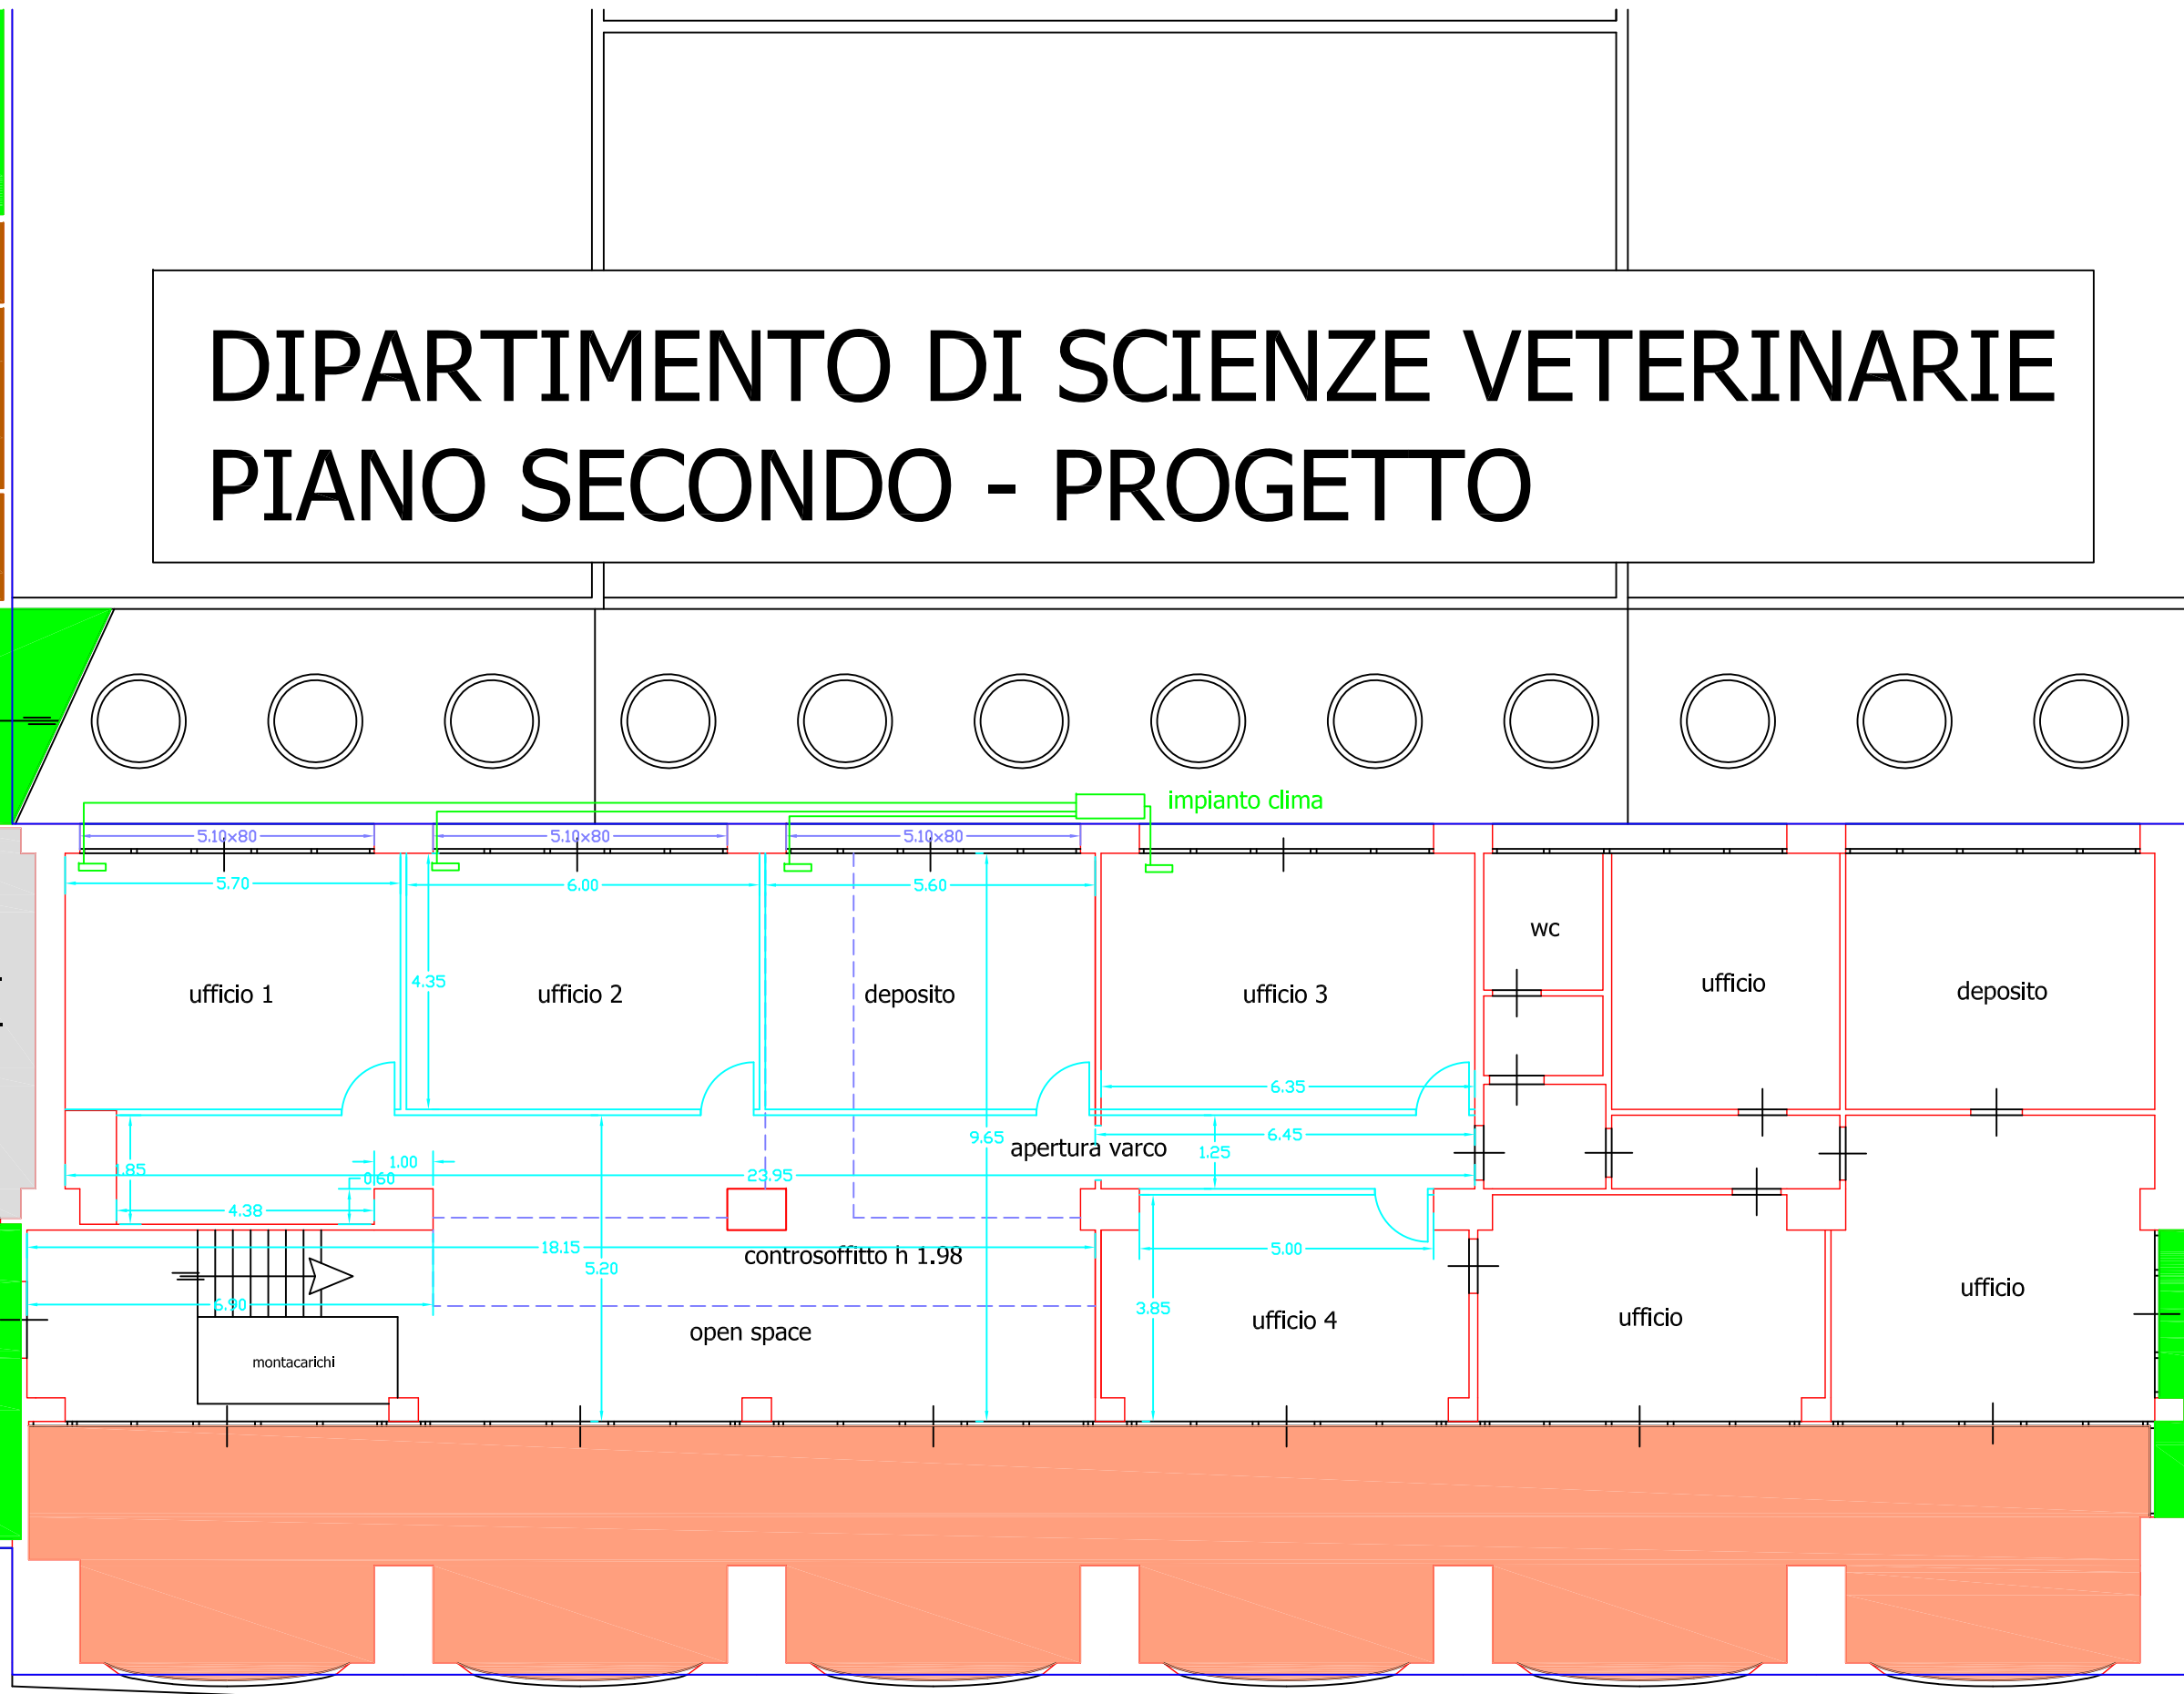 DIPARTIMENTO DI SCIENZE VETERINARIE
PIANO SECONDO - PROGETTO
impianto clima
5.10x80
5.10x80
5.10x80
5.70
6.00
5.60
wc
4.35
ufficio 1
ufficio 2
deposito
ufficio 3
ufficio
deposito
6.35
9.65
6.45
apertura varco
1.25
1.00
.85
23.95
0.60
4.38
18.15
controsoffitto h 1.98
5.00
5.20
6.90
3.85
ufficio 4
ufficio
ufficio
open space
montacarichi